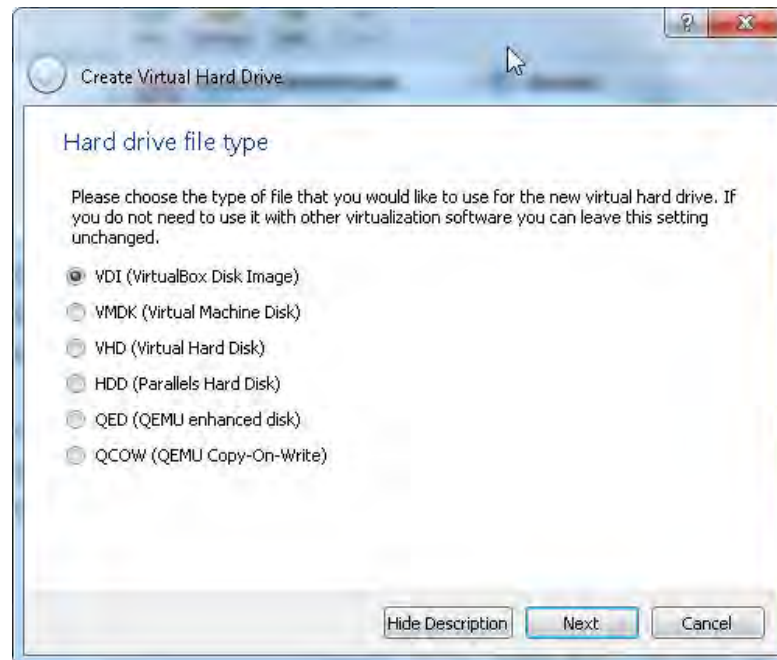 Create Virtual Hard Drive
Hard drive file type
Please choose the type of file that you would like to use for the new virtual hard drive. If
you do not need to use it with other virtualization software you can leave this setting
unchanged.
VDI (VirtualBox Disk Image)
VMDK (Virtual Machine Disk)
VHD (Virtual Hard Disk)
HDD (Parallels Hard Disk)
QED (QEMU enhanced disk)
QCOW (QEMU Copy-On-Write)
Hide Description Next Cancel